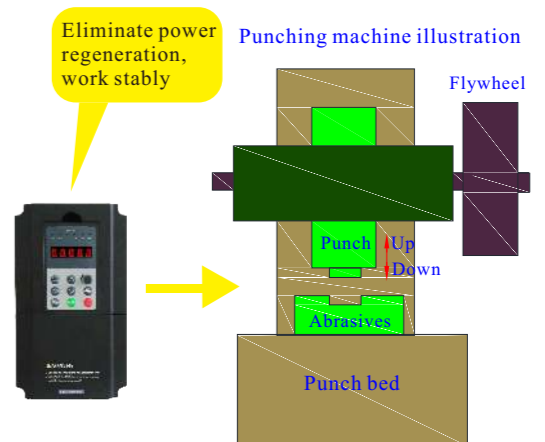 Eliminate power
regeneration,
work stably
Punching machine illustration
Flywheel
Punch
Up
Down
Abrasives
Punch bed